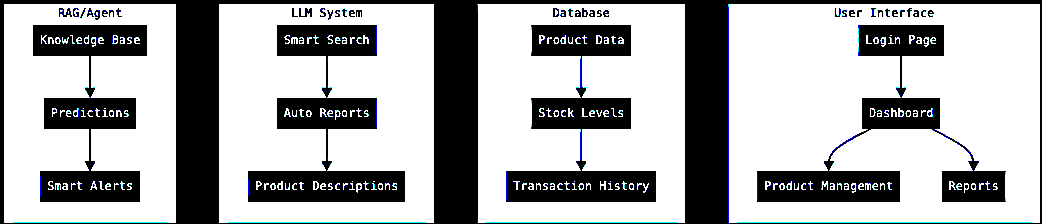 RAG/Agent
Knowledge Base
Predictions
Smart Alerts
LLM System
Smart Search
Auto Reports
Product Descriptions
Database
Product Data
Stock Levels
Transaction History
User Interface
Login Page
Dashboard
Product Management
Reports